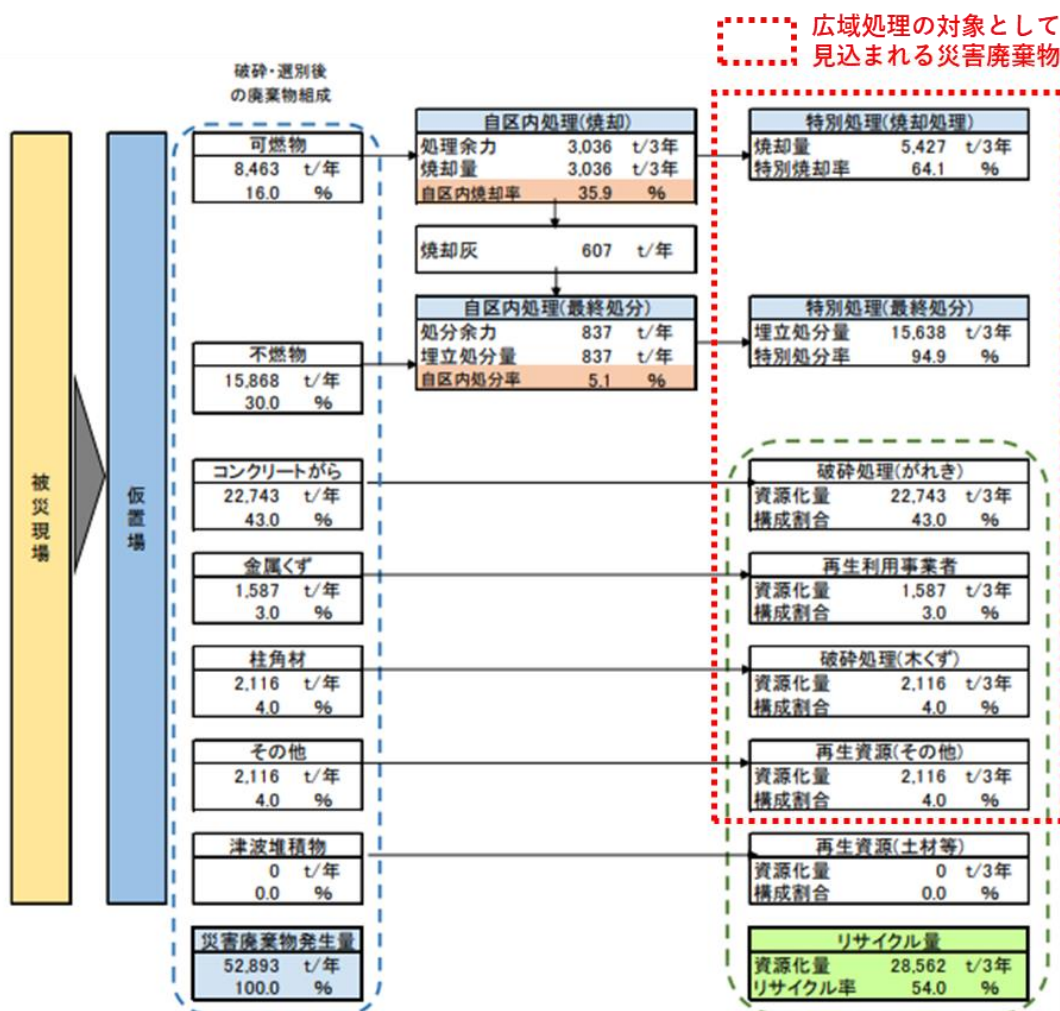 広域処理の対象として
見込まれる災害廃棄物
破砕・選別後
の廃棄物組成
被災現場
仮置場
可燃物
8,463 t/年
16.0 %
不燃物
15,868 t/年
30.0 %
コンクリートがら
22,743 t/年
43.0 %
金属くず
1,587 t/年
3.0 %
柱角材
2,116 t/年
4.0 %
その他
2,116 t/年
4.0 %
津波堆積物
0 t/年
0.0 %
災害廃棄物発生量
52,893 t/年
100.0 %
自区内処理(焼却)
処理余力 3,036 t/3年
焼却量 3,036 t/3年
自区内焼却率 35.9 %
焼却灰 607 t/年
自区内処理(最終処分)
処分余力 837 t/年
埋立処分量 837 t/年
自区内処分率 5.1 %
特別処理(焼却処理)
焼却量 5,427 t/3年
特別焼却率 64.1 %
特別処理(最終処分)
埋立処分量 15,638 t/3年
特別処分率 94.9 %
破砕処理(がれき)
資源化量 22,743 t/3年
構成割合 43.0 %
再生利用事業者
資源化量 1,587 t/3年
構成割合 3.0 %
破砕処理(木くず)
資源化量 2,116 t/3年
構成割合 4.0 %
再生資源(その他)
資源化量 2,116 t/3年
構成割合 4.0 %
再生資源(土材等)
資源化量 0 t/3年
構成割合 0.0 %
リサイクル量
資源化量 28,562 t/3年
リサイクル率 54.0 %